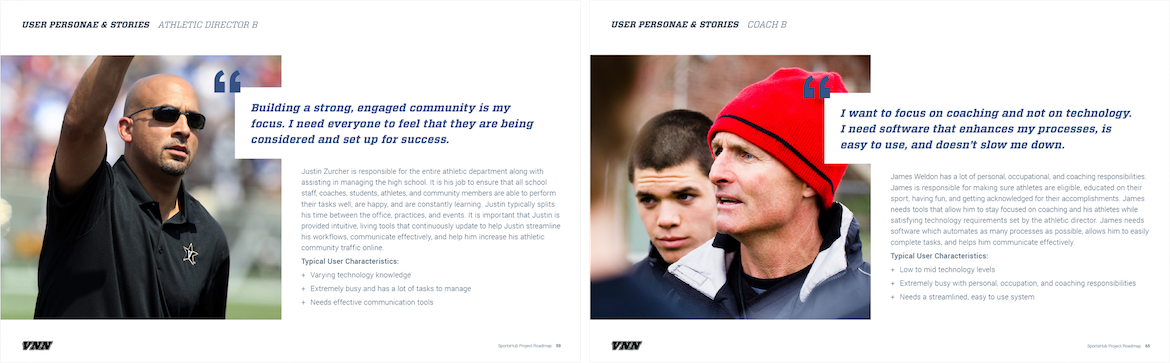 USER PERSONAE & STORIES ATHLETIC DIRECTOR B
Building a strong, engaged community is my
focus. I need everyone to feel that they are being
considered and set up for success.
Justin Zurcher is responsible for the entire athletic department along with
assisting in managing the high school. It is his job to ensure that all school
staff, coaches, students, athletes, and community members are able to perform
their tasks well, are happy, and are constantly learning. Justin typically splits
his time between the office, practices, and events. It is important that Justin is
provided intuitive, living tools that continuously update to help Justin streamline
his workflows, communicate effectively, and help him increase his athletic
community traffic online.
Typical User Characteristics:
+ Varying technology knowledge
+ Extremely busy and has a lot of tasks to manage
+ Needs effective communication tools
VNN
SportsHub Project Roadmap
USER PERSONAE & STORIES COACH B
I want to focus on coaching and not on technology.
I need software that enhances my processes, is
easy to use, and doesn't slow me down.
James Weldon has a lot of personal, occupational, and coaching responsibilities.
James is responsible for making sure athletes are eligible, educated on their
sport, having fun, and getting acknowledged for their accomplishments. James
needs tools that allow him to stay focused on coaching and his athletes while
satisfying technology requirements set by the athletic director. James needs
software which automates as many processes as possible, allows him to easily
complete tasks, and helps him communicate effectively.
Typical User Characteristics:
+ Low to mid technology levels
+ Extremely busy with personal, occupation, and coaching responsibilities
+ Needs a streamlined, easy to use system
VNN
SportsHub Project Roadmap